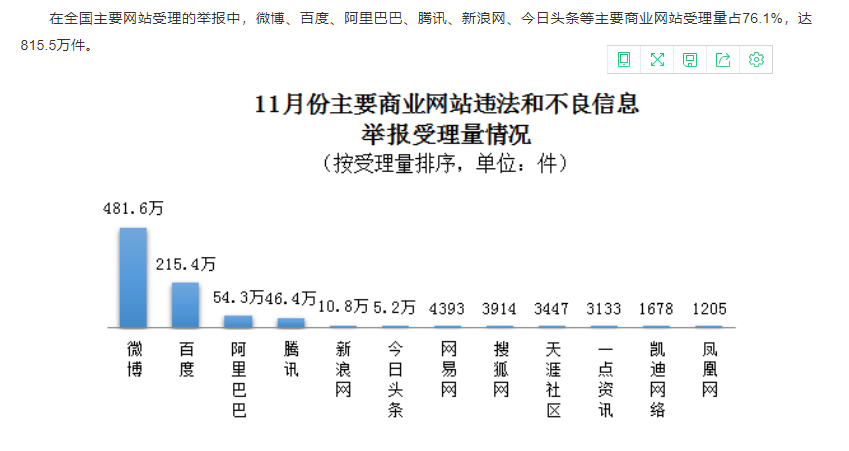 在全国主要网站受理的举报中，微博、百度、阿里巴巴、腾讯、新浪网、今日头条等主要商业网站受理量占76.1%，达
815.5万件。
11月份主要商业网站违法和不良信息
举报受理量情况
（按受理量排序，单位：件）
481.6万
215.4万
54.3万
46.4万
10.8万
5.2万
4393
3914
3447
3133
1678
1205
微博
百度
阿里巴巴
腾讯
新浪网
今日头条
网易网
搜狐网
天涯社区
一点资讯
凯迪网络
凤凰网